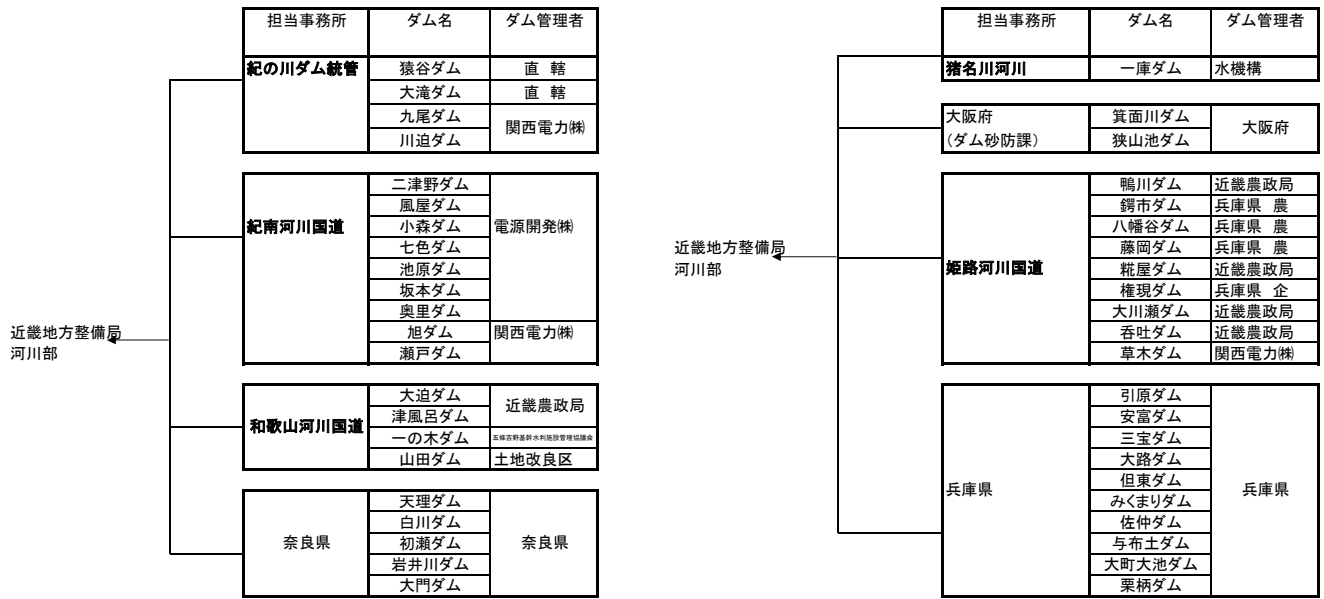 担当事務所 ダム名 ダム管理者
紀の川ダム統管 猿谷ダム 直 轄
大滝ダム 直 轄
九尾ダム 関西電力㈱
川迫ダム
紀南河川国道 二津野ダム 電源開発㈱
風屋ダム
小森ダム
七色ダム
池原ダム
坂本ダム
奥里ダム
旭ダム 関西電力㈱
瀬戸ダム
近畿地方整備局
河川部
和歌山河川国道 大迫ダム 近畿農政局
津風呂ダム
一の木ダム 五條吉野基幹水利施設管理協議会
山田ダム 土地改良区
奈良県 天理ダム 奈良県
白川ダム
初瀬ダム
岩井川ダム
大門ダム
担当事務所 ダム名 ダム管理者
猪名川河川 一庫ダム 水機構
大阪府 箕面川ダム 大阪府
(ダム砂防課) 狭山池ダム
近畿地方整備局
河川部
姫路河川国道 鴨川ダム 近畿農政局
鍔市ダム 兵庫県 農
八幡谷ダム 兵庫県 農
藤岡ダム 兵庫県 農
糀屋ダム 近畿農政局
権現ダム 兵庫県 企
大川瀬ダム 近畿農政局
呑吐ダム 近畿農政局
草木ダム 関西電力㈱
兵庫県 引原ダム 兵庫県
安富ダム
三宝ダム
大路ダム
但東ダム
みくまりダム
佐仲ダム
与布土ダム
大町大池ダム
栗柄ダム